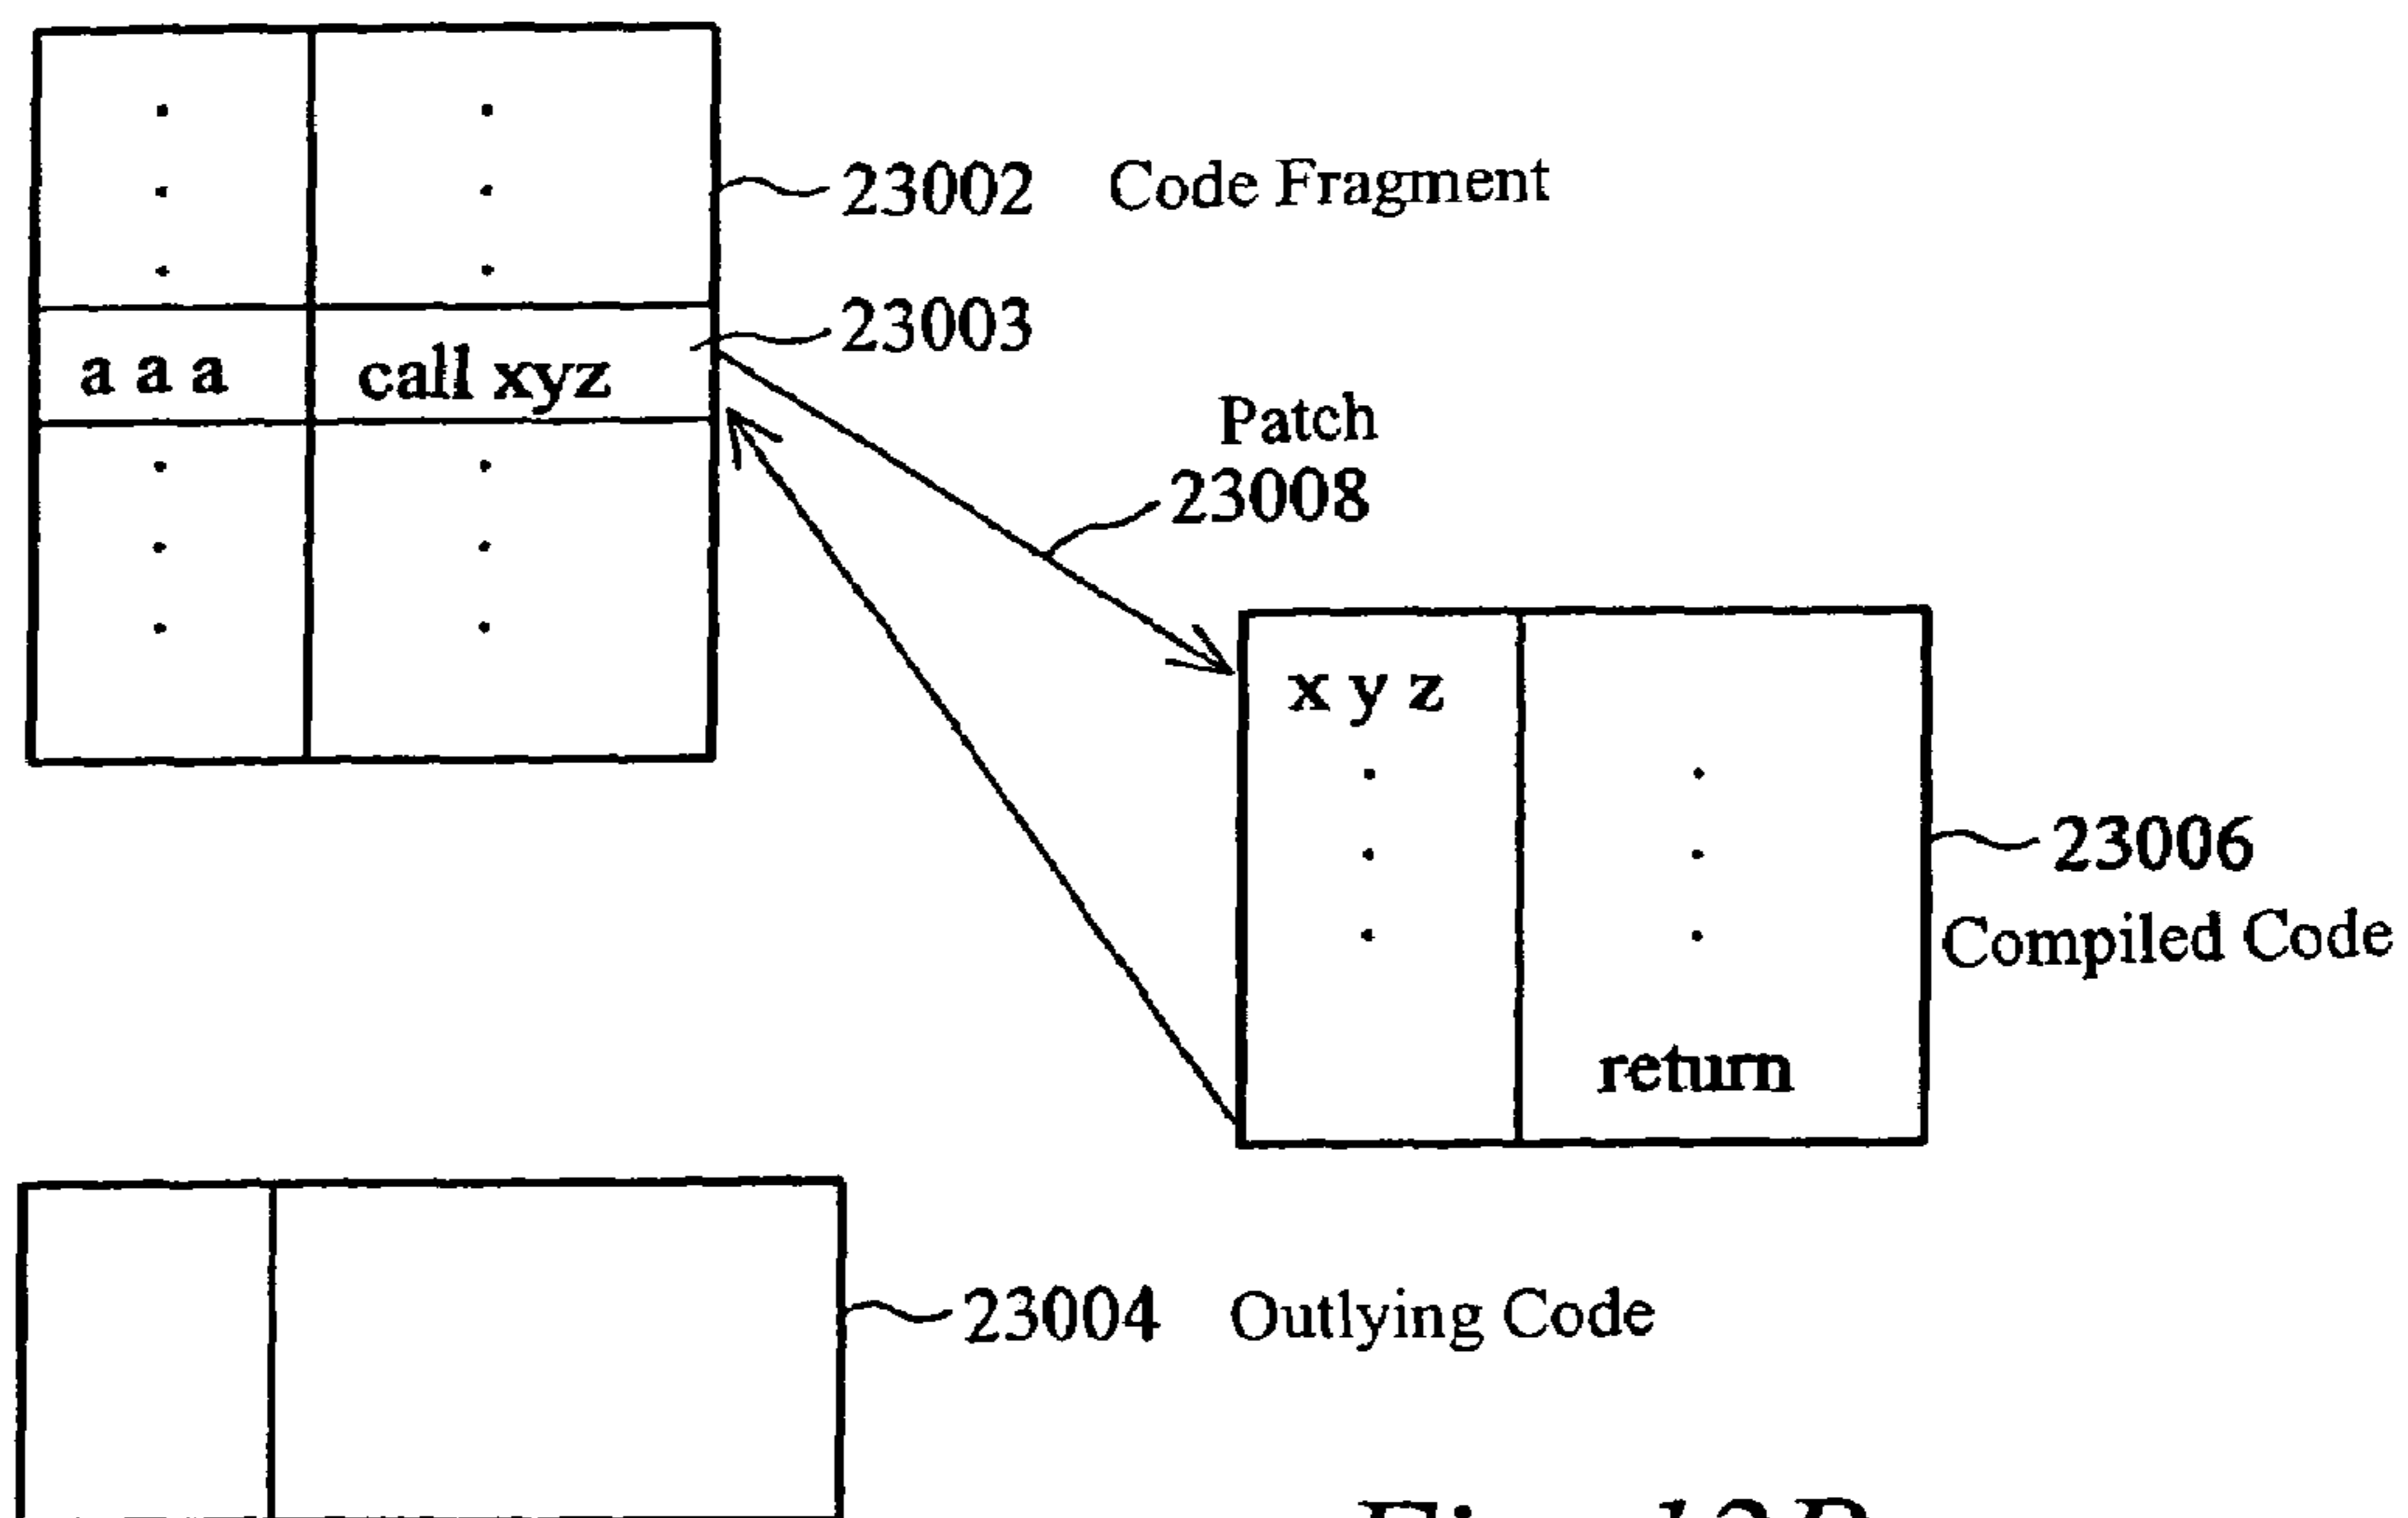 23002 Code Fragment
23003
a a a call xyz
Patch
23008
x y z
23006
Compiled Code
return
23004 Outlying Code